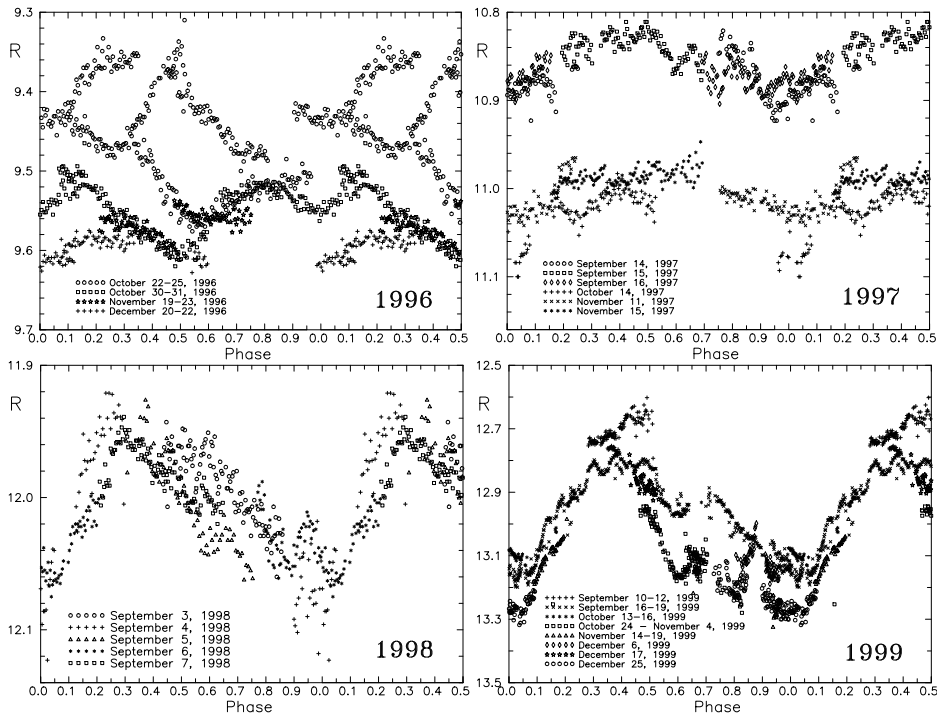 9.3
R
9.4
9.5
9.6
9.7
October 22−25, 1996
October 30−31, 1996
November 19−23, 1996
December 20−22, 1996
1996
0.0 0.1 0.2 0.3 0.4 0.5 0.6 0.7 0.8 0.9 0.0 0.1 0.2 0.3 0.4 0.5
Phase
10.8
R
10.9
11.0
11.1
September 14, 1997
September 15, 1997
September 16, 1997
October 14, 1997
November 11, 1997
November 15, 1997
1997
0.0 0.1 0.2 0.3 0.4 0.5 0.6 0.7 0.8 0.9 0.0 0.1 0.2 0.3 0.4 0.5
Phase
11.9
R
12.0
12.1
September 3, 1998
September 4, 1998
September 5, 1998
September 6, 1998
September 7, 1998
1998
0.0 0.1 0.2 0.3 0.4 0.5 0.6 0.7 0.8 0.9 0.0 0.1 0.2 0.3 0.4 0.5
Phase
12.5
R
12.7
12.9
13.1
13.3
13.5
September 10−12, 1999
September 16−19, 1999
October 13−16, 1999
October 24 − November 4, 1999
November 14−19, 1999
December 6, 1999
December 17, 1999
December 25, 1999
1999
0.0 0.1 0.2 0.3 0.4 0.5 0.6 0.7 0.8 0.9 0.0 0.1 0.2 0.3 0.4 0.5
Phase